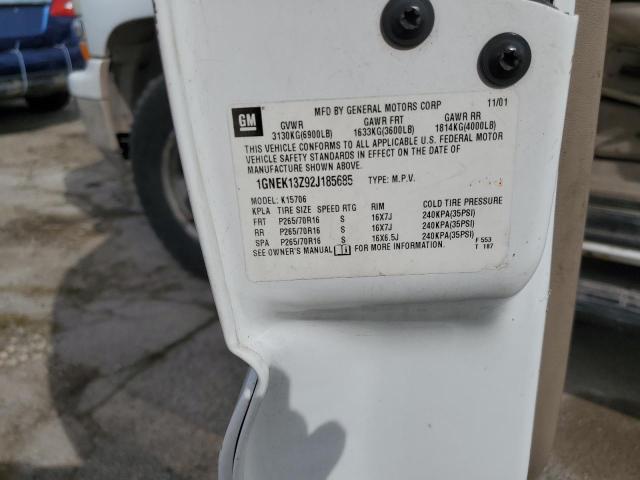 GM
MFD BY GENERAL MOTORS CORP 11/01
GVWR GAWR FRT GAWR RR
3130KG(6900LB) 1633KG(3600LB) 1814KG(4000LB)
THIS VEHICLE CONFORMS TO ALL APPLICABLE U.S. FEDERAL MOTOR
VEHICLE SAFETY STANDARDS IN EFFECT ON THE DATE OF
MANUFACTURE SHOWN ABOVE.
1GNEK13Z92J185685 TYPE: M.P.V.
MODEL: K15706
KPLA TIRE SIZE SPEED RTG RIM COLD TIRE PRESSURE
FRT P265/70R16 S 16X7J 240KPA(35PSI)
RR P265/70R16 S 16X7J 240KPA(35PSI)
SPA P265/70R16 S 16X6.5J 240KPA(35PSI)
SEE OWNER'S MANUAL FOR MORE INFORMATION. F 553
T 187